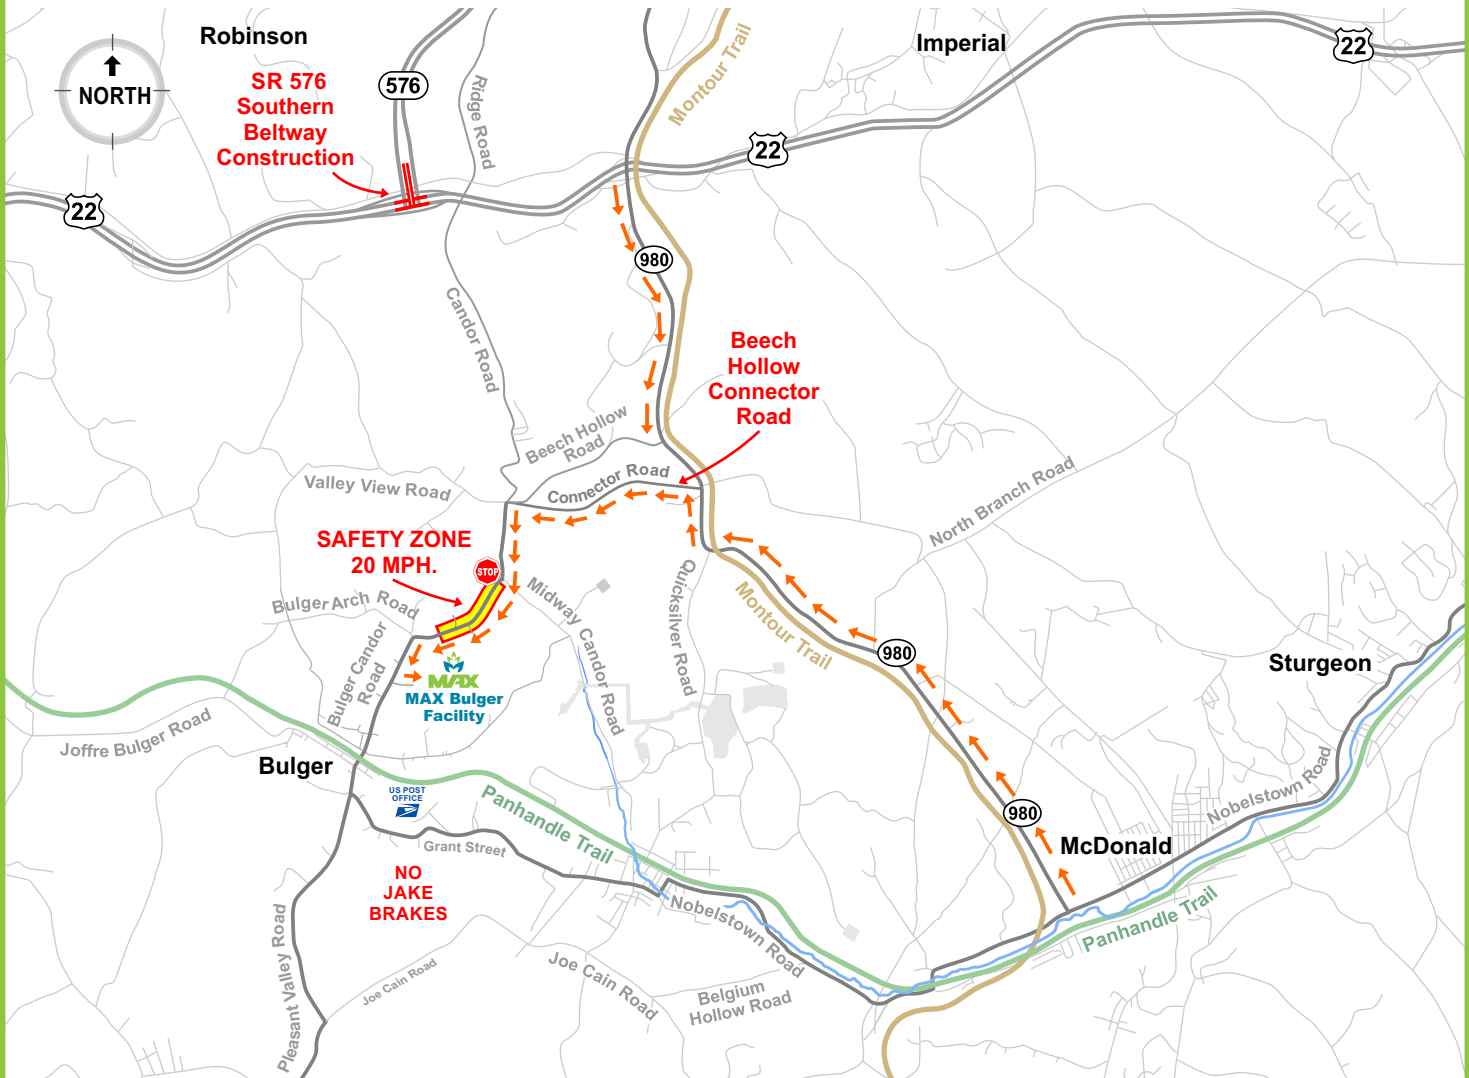 Robinson
Imperial
22
NORTH
SR 576
Southern
Beltway
Construction
576
Ridge Road
Montour Trail
22
22
980
Candor Road
Beech
Hollow
Connector
Road
Beech Hollow
Road
Connector Road
Valley View Road
North Branch Road
SAFETY ZONE
20 MPH.
STOP
Bulger Arch Road
Midway Candor Road
Quicksilver Road
Montour Trail
980
Sturgeon
Bulger Candor
Road
MAX
MAX Bulger
Facility
Joffre Bulger Road
Bulger
US POST
OFFICE
Panhandle Trail
Grant Street
980
McDonald
Nobelstown Road
NO
JAKE
BRAKES
Nobelstown Road
Panhandle Trail
Pleasant Valley Road
Joe Cain Road
Joe Cain Road
Belgium
Hollow Road